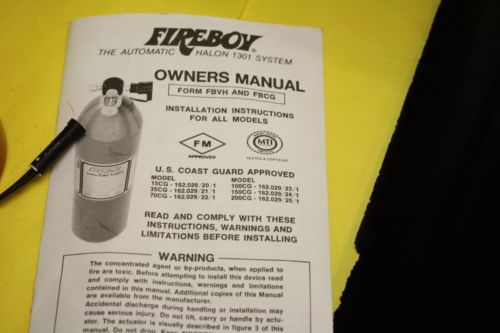 FIREBOY®
THE AUTOMATIC HALON 1301 SYSTEM
OWNERS MANUAL
FORM FBVH AND FBCG
INSTALLATION INSTRUCTIONS
FOR ALL MODELS
FM
APPROVED
MTI
TESTED & CERTIFIED
U.S. COAST GUARD APPROVED
MODEL MODEL
15CG - 162.029/20/1 100CG - 162.029/23/1
35CG - 162.029/21/1 150CG - 162.029/24/1
70CG - 162.029/22/1 200CG - 162.029/25/1
READ AND COMPLY WITH THESE
INSTRUCTIONS, WARNINGS AND
LIMITATIONS BEFORE INSTALLING
WARNING
The concentrated agent or by-products, when applied to
fire are toxic. Before attempting to install this device read
and comply with instructions, warnings and limitations
contained in this manual. Additional copies of this Manual
are available from the manufacturer.
Accidental discharge during handling or installation may
cause serious injury. Do not lift, carry or handle by actu-
ator. The actuator is visually described in figure 3 of this
manual. Do not drop. Keep